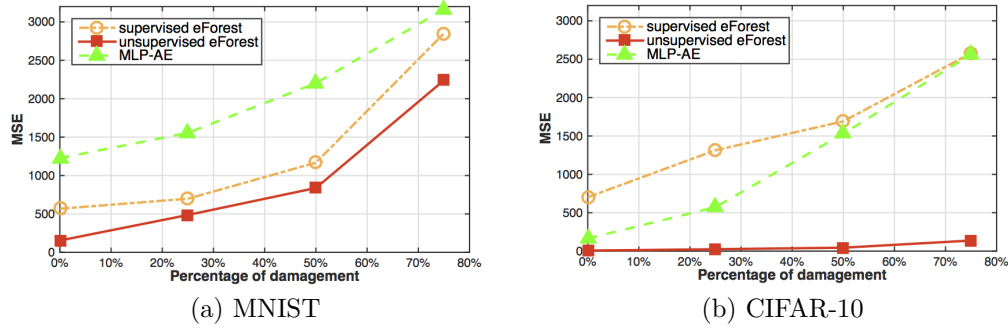 supervised eForest
unsupervised eForest
MLP-AE
3000
2500
2000
1500
1000
500
0
MSE
0% 10% 20% 30% 40% 50% 60% 70% 80%
Percentage of damagement
(a) MNIST
supervised eForest
unsupervised eForest
MLP-AE
3000
2500
2000
1500
1000
500
0
MSE
0% 10% 20% 30% 40% 50% 60% 70% 80%
Percentage of damagement
(b) CIFAR-10